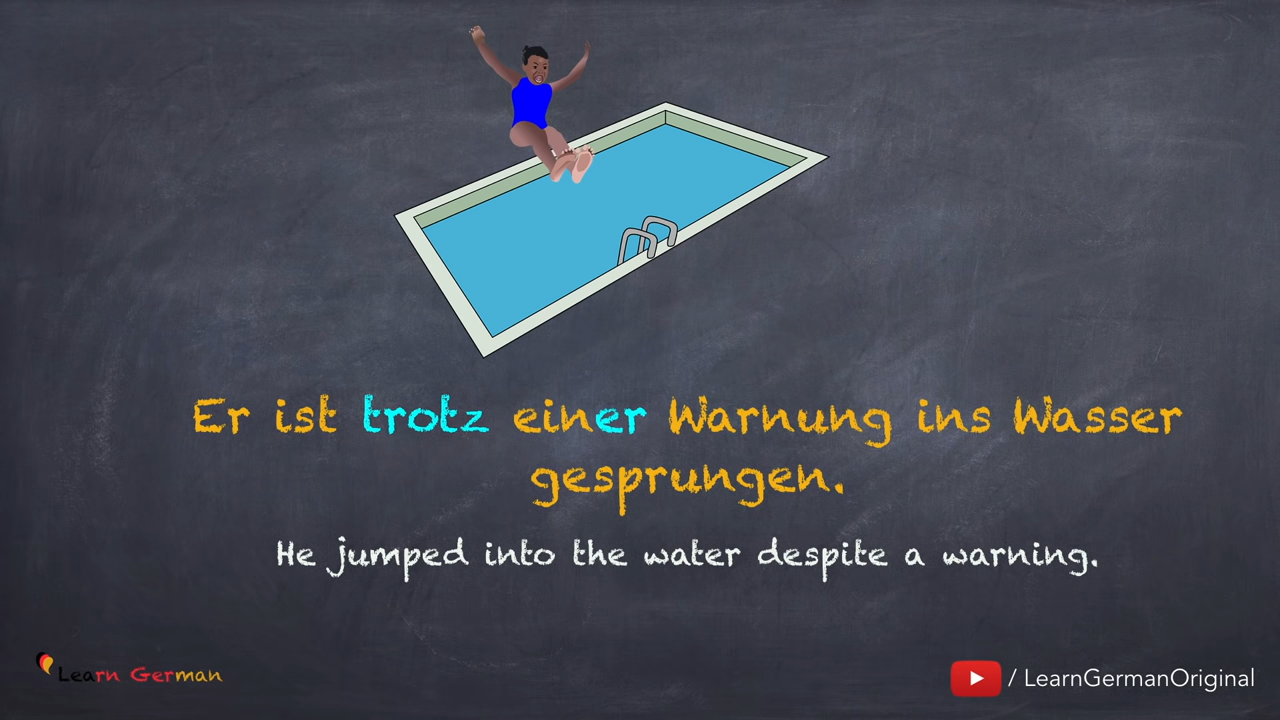 Er ist trotz einer Warnung ins Wasser
gesprungen.
He jumped into the water despite a warning.
Learn German
/ LearnGermanOriginal